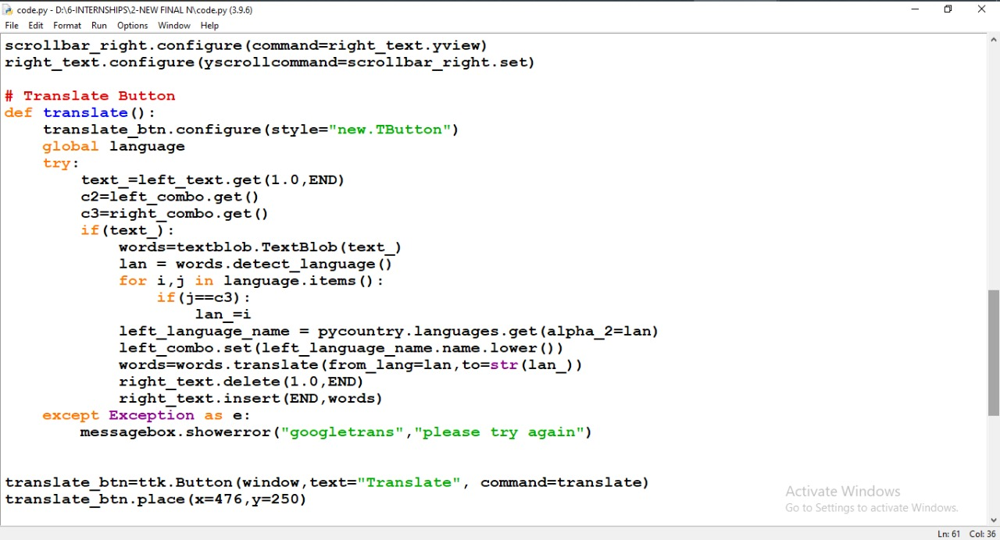 code.py - D:\6-INTERNSHIPS\2-NEW FINAL N\code.py (3.9.6)
File Edit Format Run Options Window Help
scrollbar_right.configure(command=right_text.yview)
right_text.configure(yscrollcommand=scrollbar_right.set)

# Translate Button
def translate():
    translate_btn.configure(style="new.TButton")
    global language
    try:
        text_=left_text.get(1.0,END)
        c2=left_combo.get()
        c3=right_combo.get()
        if(text_):
            words=textblob.TextBlob(text_)
            lan = words.detect_language()
            for i,j in language.items():
                if(j==c3):
                    lan_=i
            left_language_name = pycountry.languages.get(alpha_2=lan)
            left_combo.set(left_language_name.name.lower())
            words=words.translate(from_lang=lan,to=str(lan_))
            right_text.delete(1.0,END)
            right_text.insert(END,words)
    except Exception as e:
        messagebox.showerror("googletrans","please try again")

translate_btn=ttk.Button(window,text="Translate", command=translate)
translate_btn.place(x=476,y=250)
Activate Windows
Go to Settings to activate Windows.
Ln: 61 Col: 36